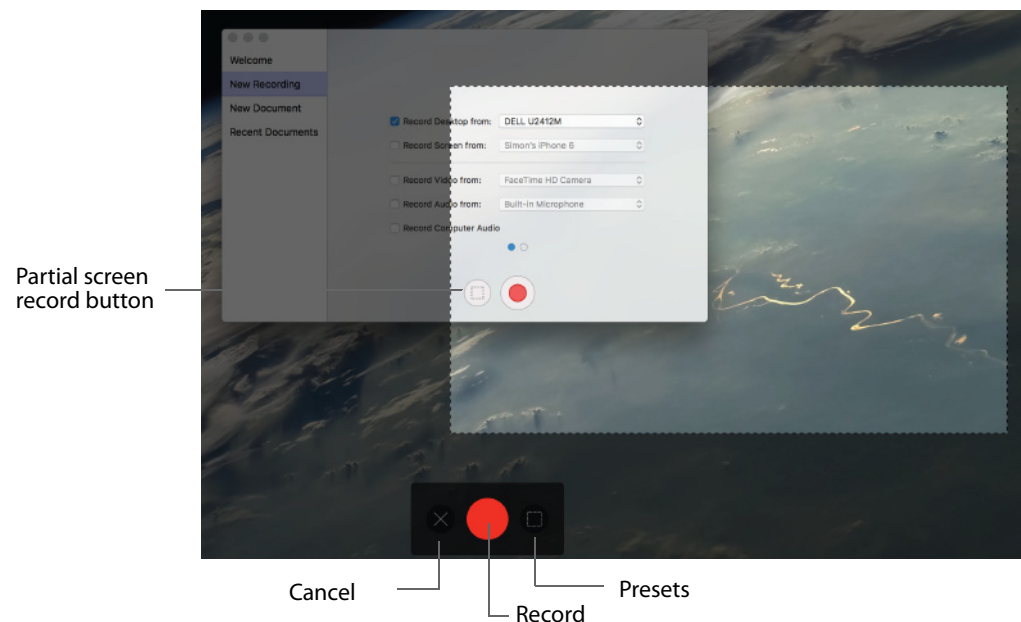 Welcome
New Recording
New Document
Recent Documents
Record Desktop from: DELL U2412M
Record Screen from: Simon's iPhone 6
Record Video from: FaceTime HD Camera
Record Audio from: Built-in Microphone
Record Computer Audio
Partial screen
record button
Cancel
Presets
Record